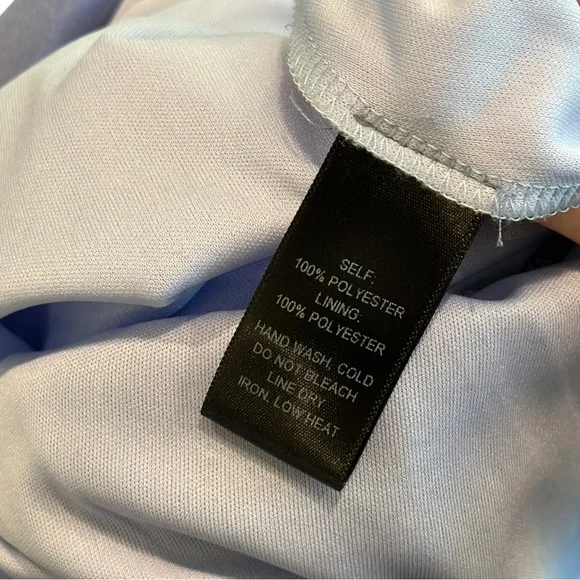 SELF:
100% POLYESTER
LINING:
100% POLYESTER
HAND WASH, COLD
DO NOT BLEACH
LINE DRY
IRON, LOW HEAT